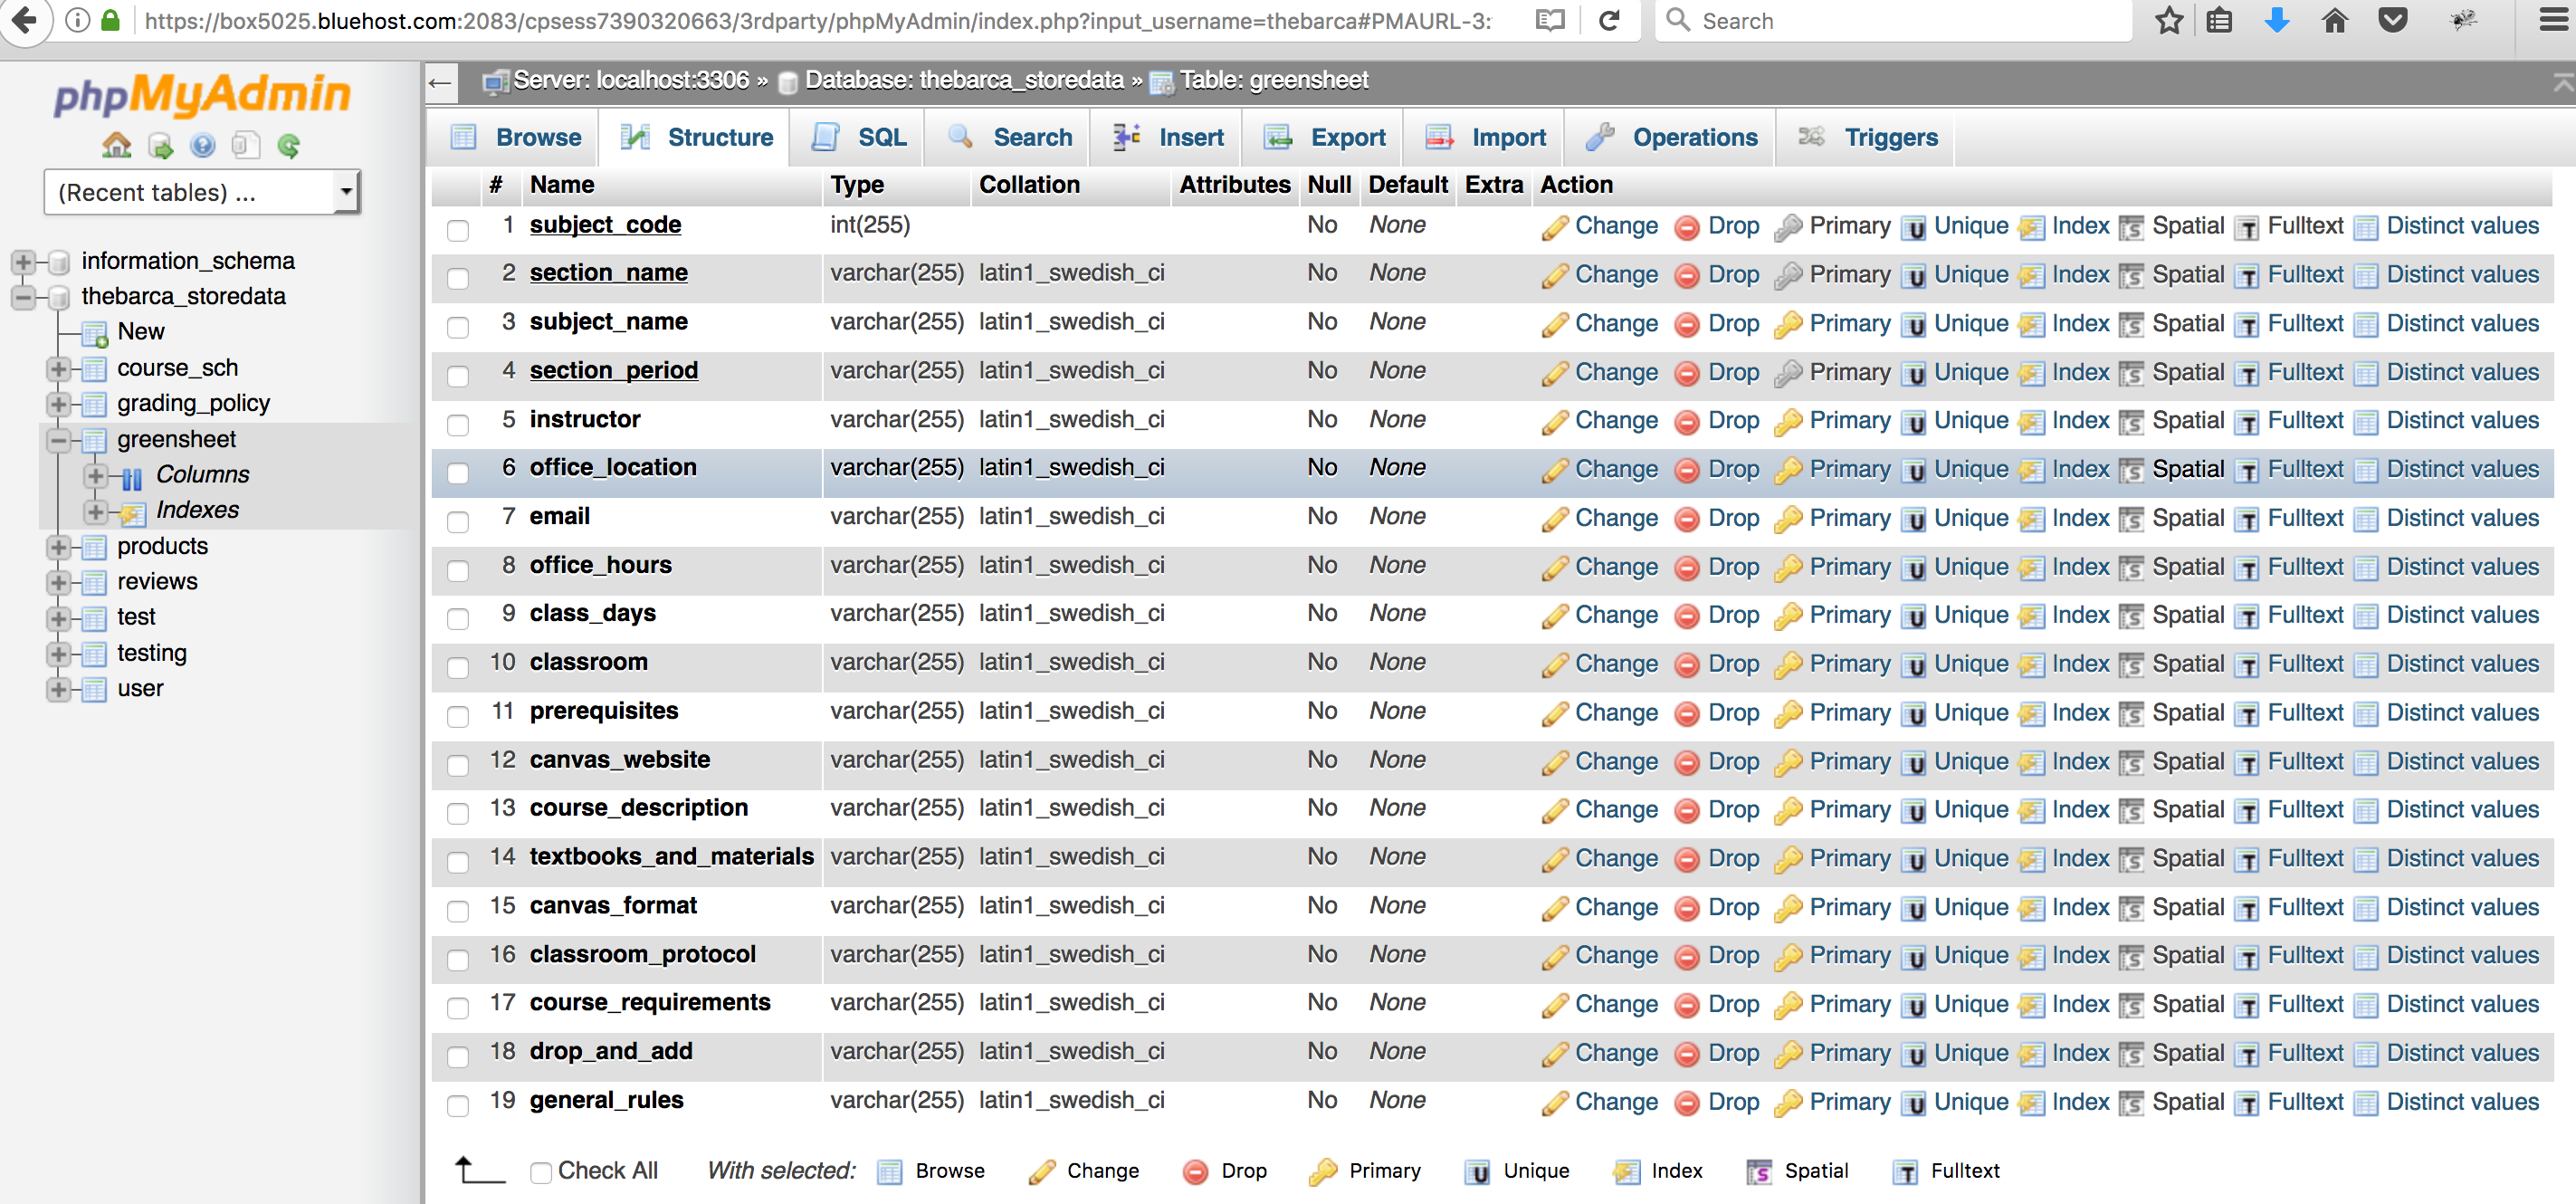 https://box5025.bluehost.com:2083/cpsess7390320663/3rdparty/phpMyAdmin/index.php?input_username=thebarca#PMAURL-3: Search
phpMyAdmin
(Recent tables) ...
information_schema
thebarca_storedata
New
course_sch
grading_policy
greensheet
Columns
Indexes
products
reviews
test
testing
user
Server: localhost:3306 » Database: thebarca_storedata » Table: greensheet
Browse Structure SQL Search Insert Export Import Operations Triggers
# Name Type Collation Attributes Null Default Extra Action
1 subject_code int(255) No None Change Drop Primary Unique Index Spatial Fulltext Distinct values
2 section_name varchar(255) latin1_swedish_ci No None Change Drop Primary Unique Index Spatial Fulltext Distinct values
3 subject_name varchar(255) latin1_swedish_ci No None Change Drop Primary Unique Index Spatial Fulltext Distinct values
4 section_period varchar(255) latin1_swedish_ci No None Change Drop Primary Unique Index Spatial Fulltext Distinct values
5 instructor varchar(255) latin1_swedish_ci No None Change Drop Primary Unique Index Spatial Fulltext Distinct values
6 office_location varchar(255) latin1_swedish_ci No None Change Drop Primary Unique Index Spatial Fulltext Distinct values
7 email varchar(255) latin1_swedish_ci No None Change Drop Primary Unique Index Spatial Fulltext Distinct values
8 office_hours varchar(255) latin1_swedish_ci No None Change Drop Primary Unique Index Spatial Fulltext Distinct values
9 class_days varchar(255) latin1_swedish_ci No None Change Drop Primary Unique Index Spatial Fulltext Distinct values
10 classroom varchar(255) latin1_swedish_ci No None Change Drop Primary Unique Index Spatial Fulltext Distinct values
11 prerequisites varchar(255) latin1_swedish_ci No None Change Drop Primary Unique Index Spatial Fulltext Distinct values
12 canvas_website varchar(255) latin1_swedish_ci No None Change Drop Primary Unique Index Spatial Fulltext Distinct values
13 course_description varchar(255) latin1_swedish_ci No None Change Drop Primary Unique Index Spatial Fulltext Distinct values
14 textbooks_and_materials varchar(255) latin1_swedish_ci No None Change Drop Primary Unique Index Spatial Fulltext Distinct values
15 canvas_format varchar(255) latin1_swedish_ci No None Change Drop Primary Unique Index Spatial Fulltext Distinct values
16 classroom_protocol varchar(255) latin1_swedish_ci No None Change Drop Primary Unique Index Spatial Fulltext Distinct values
17 course_requirements varchar(255) latin1_swedish_ci No None Change Drop Primary Unique Index Spatial Fulltext Distinct values
18 drop_and_add varchar(255) latin1_swedish_ci No None Change Drop Primary Unique Index Spatial Fulltext Distinct values
19 general_rules varchar(255) latin1_swedish_ci No None Change Drop Primary Unique Index Spatial Fulltext Distinct values
Check All With selected: Browse Change Drop Primary Unique Index Spatial Fulltext